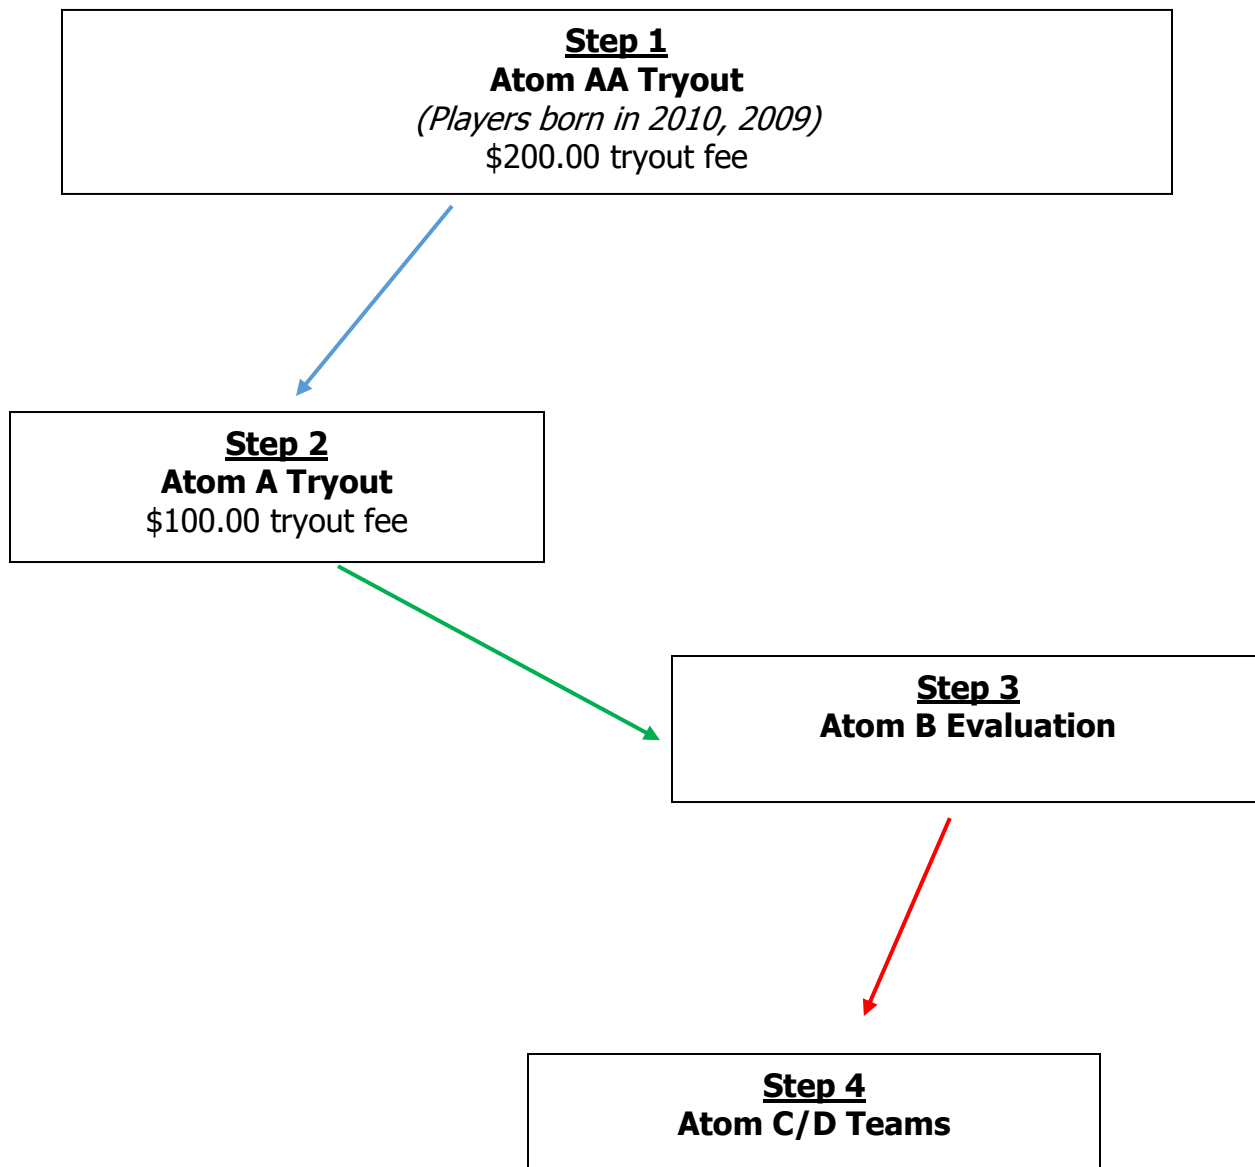 Step 1
Atom AA Tryout
(Players born in 2010, 2009)
$200.00 tryout fee
Step 2
Atom A Tryout
$100.00 tryout fee
Step 3
Atom B Evaluation
Step 4
Atom C/D Teams